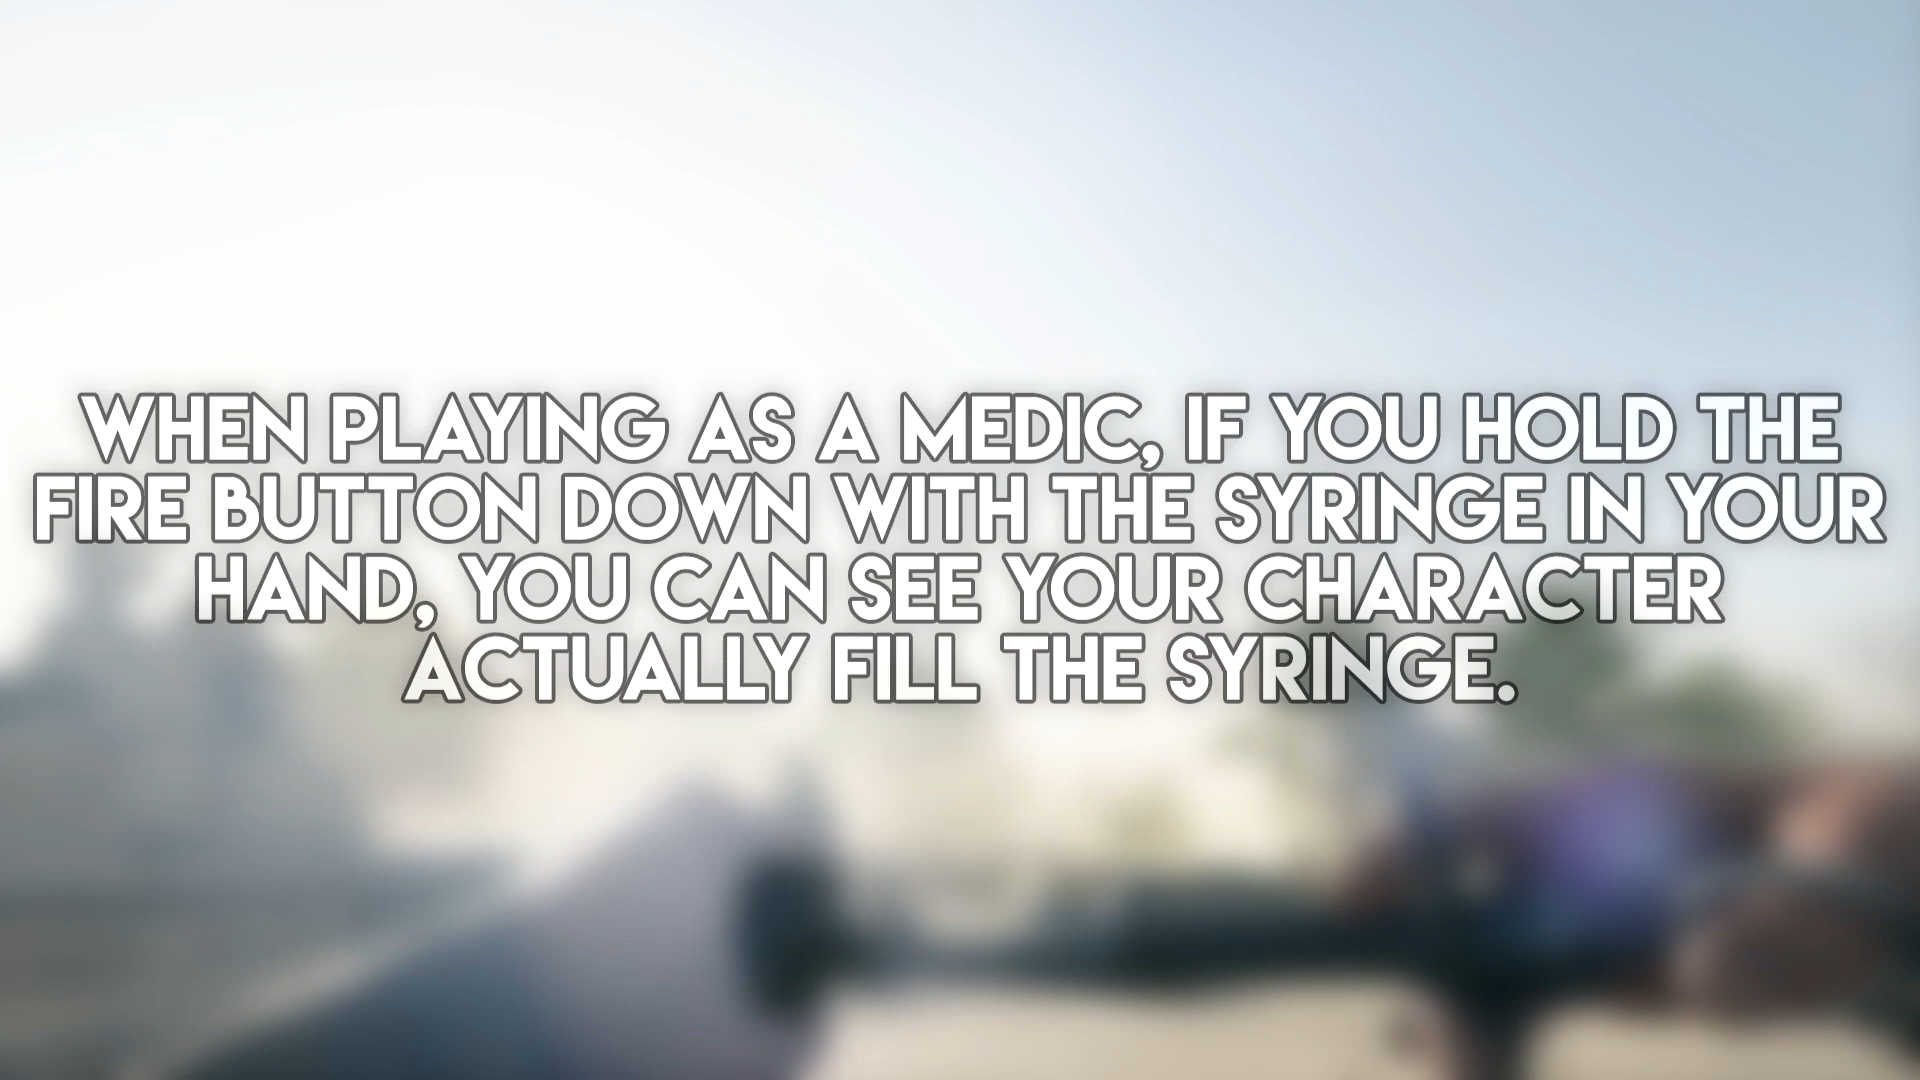 WHEN PLAYING AS A MEDIC, IF YOU HOLD THE
FIRE BUTTON DOWN WITH THE SYRINGE IN YOUR
HAND, YOU CAN SEE YOUR CHARACTER
ACTUALLY FILL THE SYRINGE.